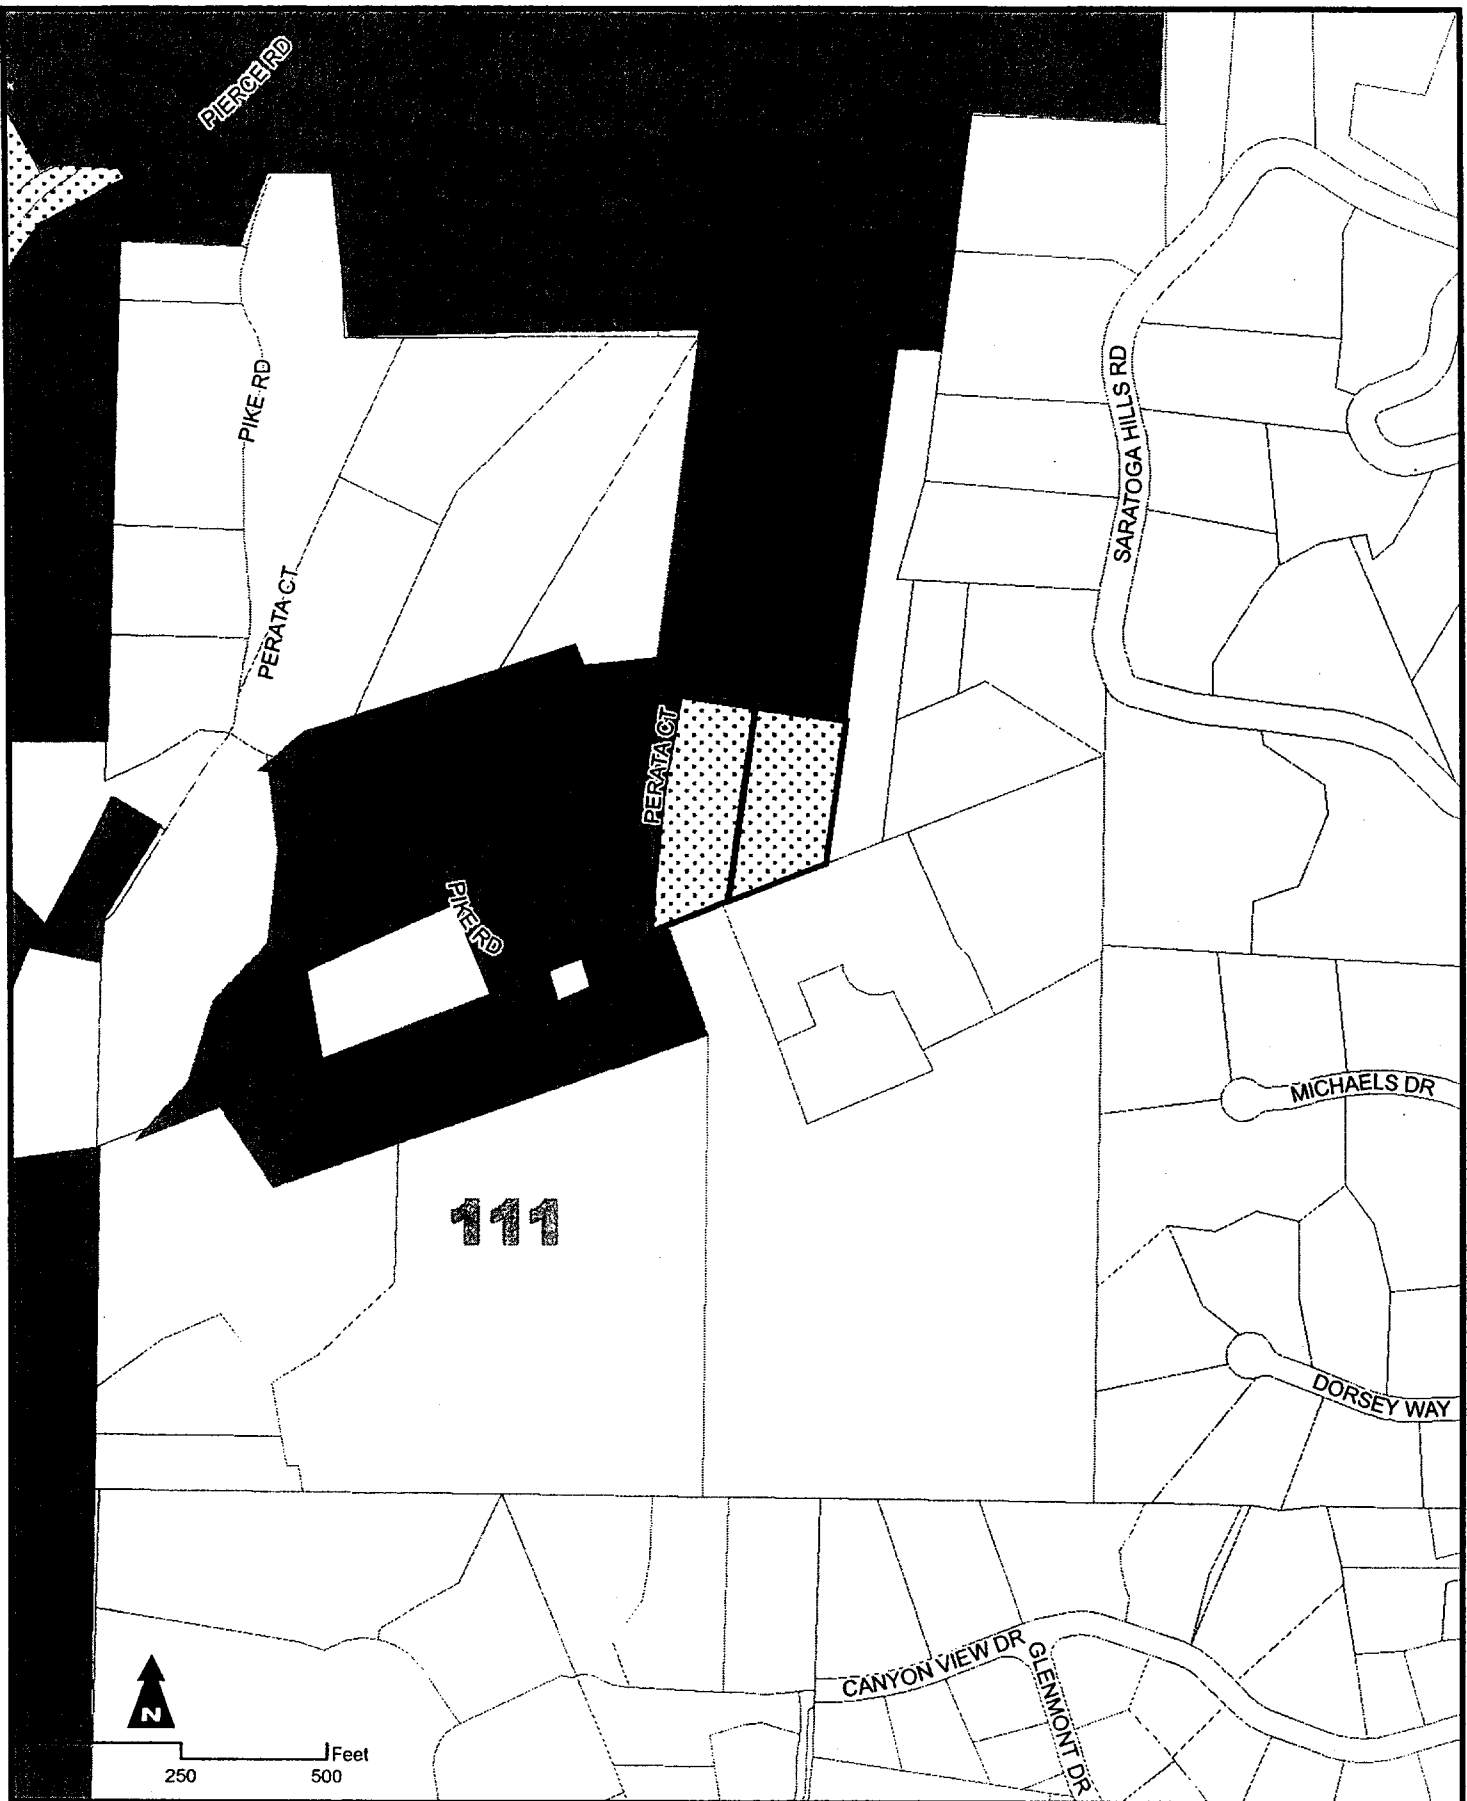 PIERCE RD
PIKE RD
SARATOGA HILLS RD
PERATA CT
PERATA CT
PIKE RD
MICHAELS DR
111
DORSEY WAY
CANYON VIEW DR
GLENMONT DR
N
Feet
250
500